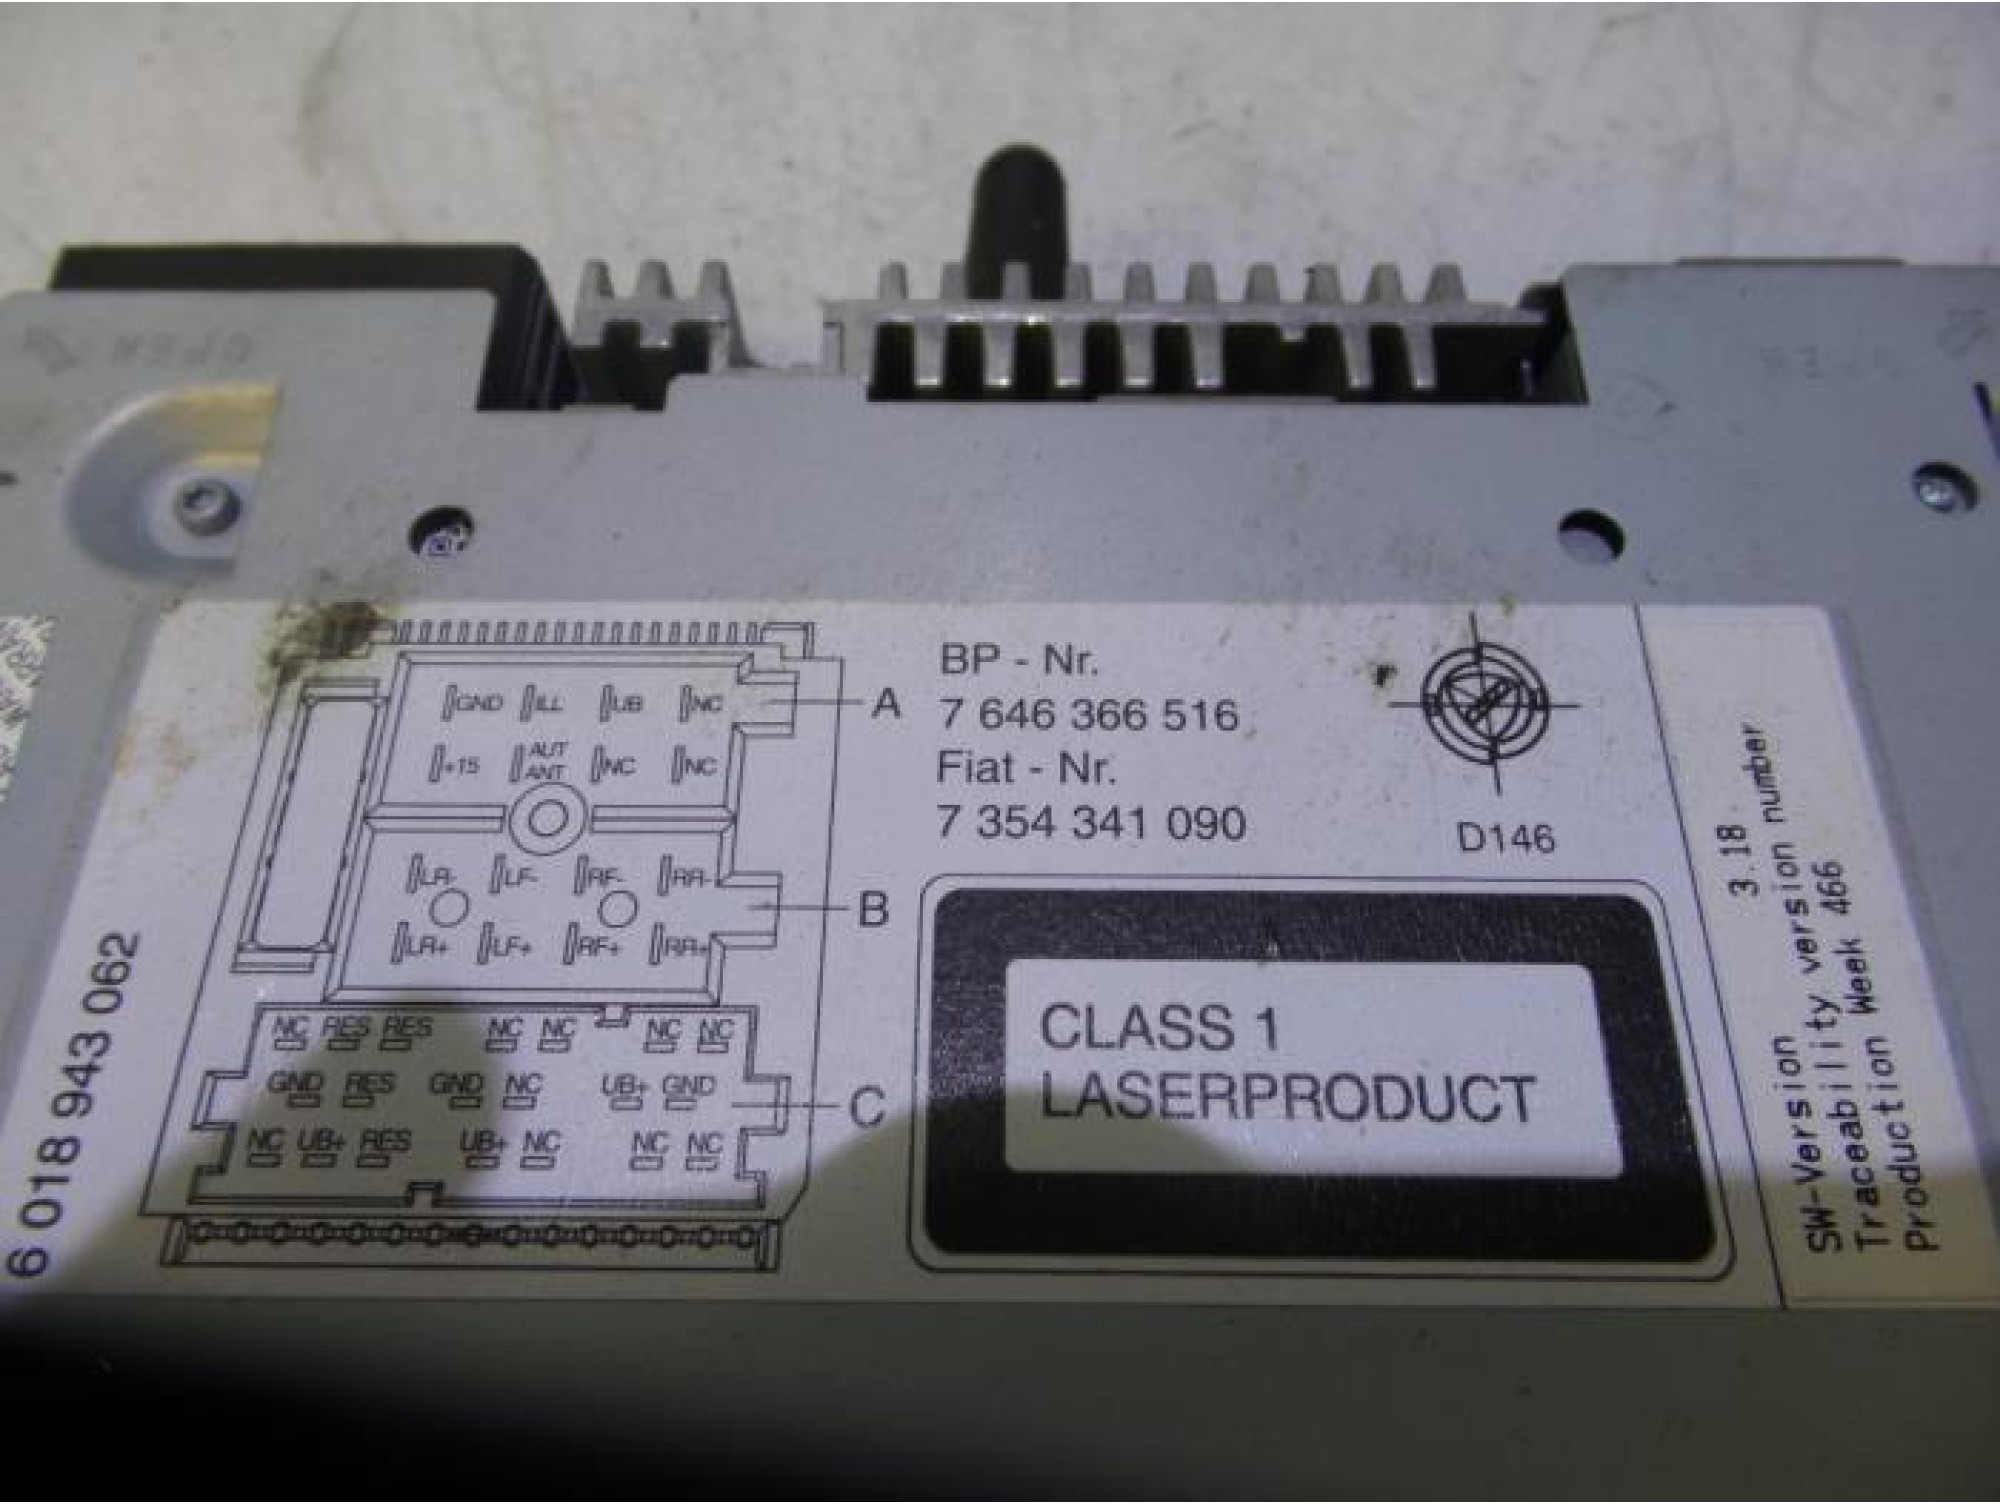 OPEN
GND ILL UB NC
A
+15 AUT ANT NC NC
LR- LF- RF- RR-
B
LR+ LF+ RF+ RR+
NC RES RES NC NC NC NC
GND RES GND NC UB+ GND
C
NC UB+ RES UB+ NC NC NC
6 018 943 062
BP - Nr.
7 646 366 516
Fiat - Nr.
7 354 341 090
D146
CLASS 1
LASERPRODUCT
SW-Version 3.18
Traceability version number
Production Week 466